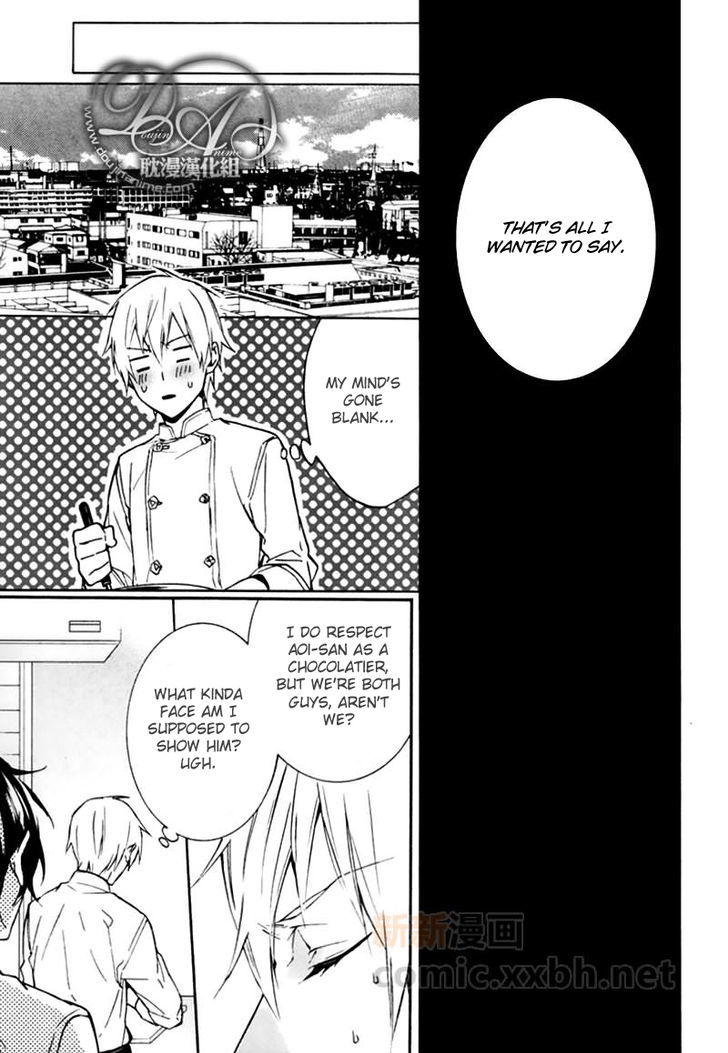 THAT'S ALL I
WANTED TO SAY.
www.doujinanime.com
Doujin
Anime
耽漫漢化組
MY MIND'S
GONE
BLANK...
I DO RESPECT
AOI-SAN AS A
CHOCOLATIER,
BUT WE'RE BOTH
GUYS, AREN'T
WE?
WHAT KINDA
FACE AM I
SUPPOSED TO
SHOW HIM?
UGH.
新新漫画
comic.xxbh.net